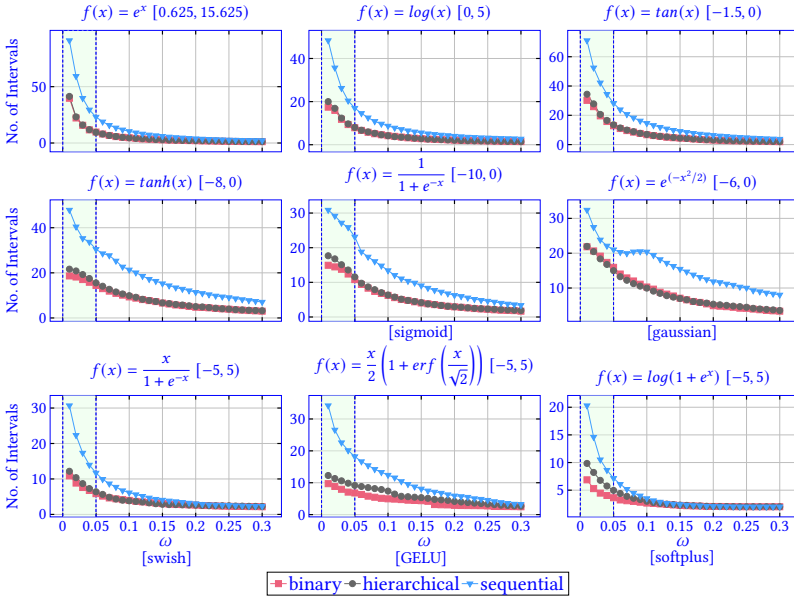 f(x) = e^x [0.625, 15.625)
f(x) = log(x) [0, 5)
f(x) = tan(x) [−1.5, 0)
No. of Intervals
50
0
40
20
0
60
40
20
0
f(x) = tanh(x) [−8, 0)
f(x) = 1 / (1 + e^−x) [−10, 0)
f(x) = e^(−x^2/2) [−6, 0)
No. of Intervals
40
20
0
30
20
10
0
30
20
10
[sigmoid]
[gaussian]
f(x) = x / (1 + e^−x) [−5, 5)
f(x) = x/2 (1 + erf (x/√2)) [−5, 5)
f(x) = log(1 + e^x) [−5, 5)
No. of Intervals
30
20
10
0
30
20
10
0
20
15
10
5
0 0.05 0.1 0.15 0.2 0.25 0.3
0 0.05 0.1 0.15 0.2 0.25 0.3
0 0.05 0.1 0.15 0.2 0.25 0.3
ω
ω
ω
[swish]
[GELU]
[softplus]
binary hierarchical sequential